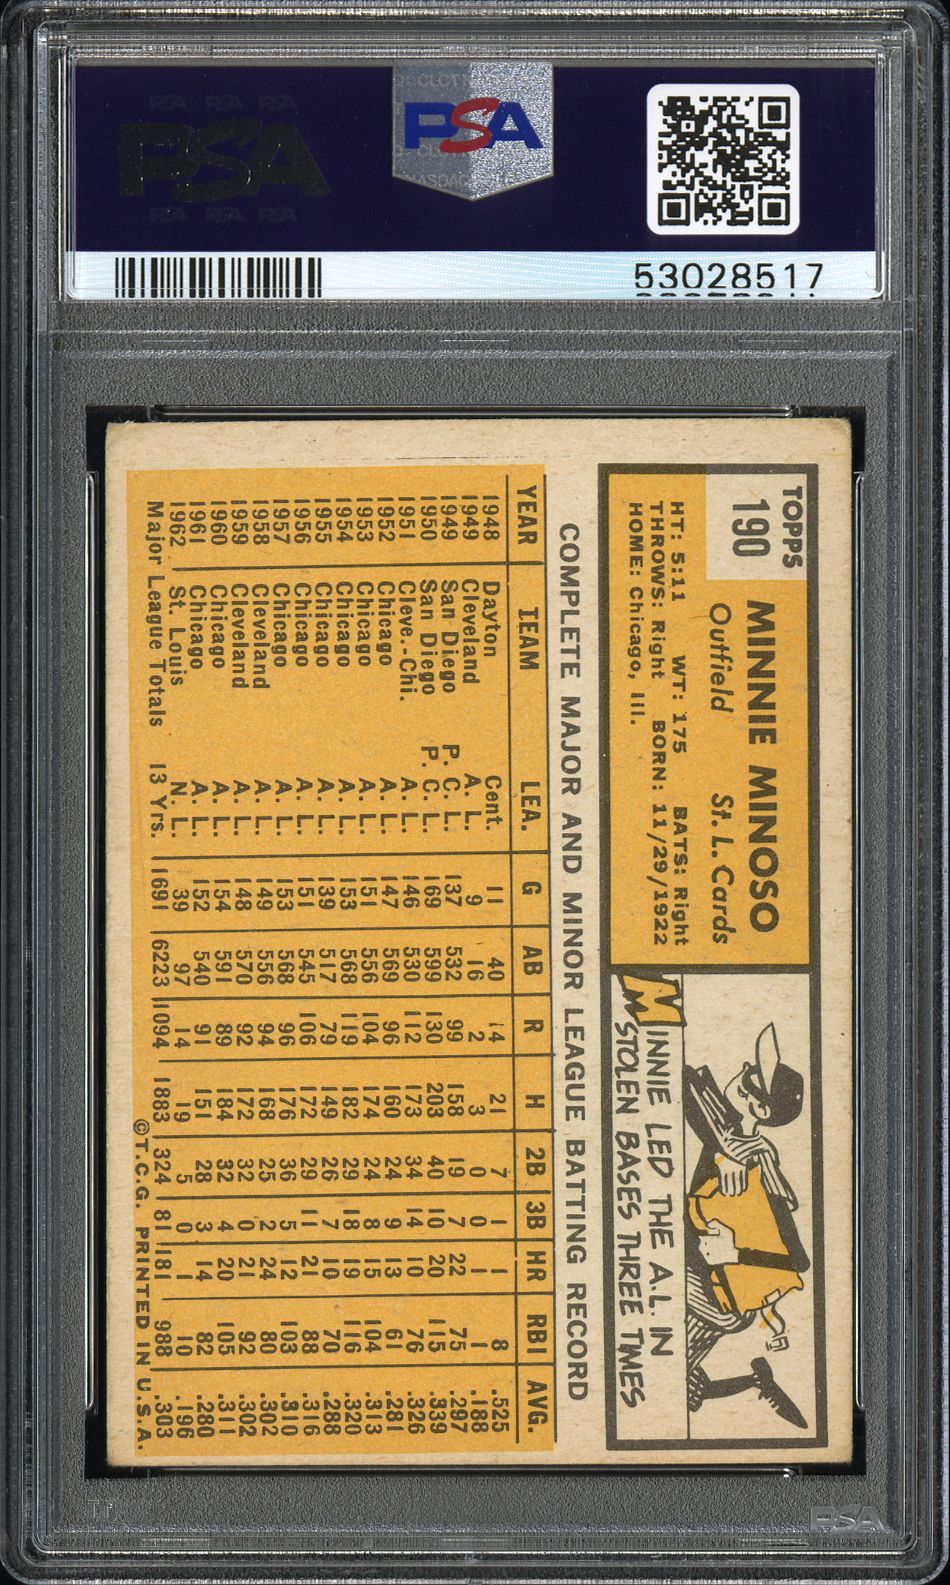 PSA PSA PSA
PSA
PSA PSA PSA
PSA
53028517
TOPPS
190
MINNIE MINOSO
Outfield St. L. Cards
HT: 5:11 WT: 175 BATS: Right
THROWS: Right BORN: 11/29/1922
HOME: Chicago, Ill.
MINNIE LED THE A.L. IN
STOLEN BASES THREE TIMES
COMPLETE MAJOR AND MINOR LEAGUE BATTING RECORD
YEAR TEAM LEA. G AB R H 2B 3B HR RBI AVG.
1948 Dayton Cent. 11 40 14 21 7 1 1 8 .525
1949 Cleveland A. L. 9 16 2 3 0 0 1 1 .188
1949 San Diego P. C. L. 137 532 99 158 19 7 22 75 .297
1950 San Diego P. C. L. 169 599 130 203 40 10 20 115 .339
1951 Cleve.-Chi. A. L. 146 530 112 173 34 14 10 76 .326
1952 Chicago A. L. 147 569 96 160 24 9 13 61 .281
1953 Chicago A. L. 151 556 104 174 24 8 15 104 .313
1954 Chicago A. L. 153 568 119 182 29 18 19 116 .320
1955 Chicago A. L. 139 517 79 149 26 7 10 70 .288
1956 Chicago A. L. 151 545 106 172 29 11 21 88 .316
1957 Chicago A. L. 153 568 96 176 36 5 12 103 .310
1958 Cleveland A. L. 149 556 94 168 25 2 24 80 .302
1959 Cleveland A. L. 148 570 92 172 32 0 21 92 .302
1960 Chicago A. L. 154 591 89 184 32 4 20 105 .311
1961 Chicago A. L. 152 540 91 151 28 3 14 82 .280
1962 St. Louis N. L. 39 97 14 19 5 0 1 10 .196
Major League Totals 13 Yrs. 1691 6223 1094 1883 324 81 181 988 .303
©T.C.G. PRINTED IN U.S.A.
PSA